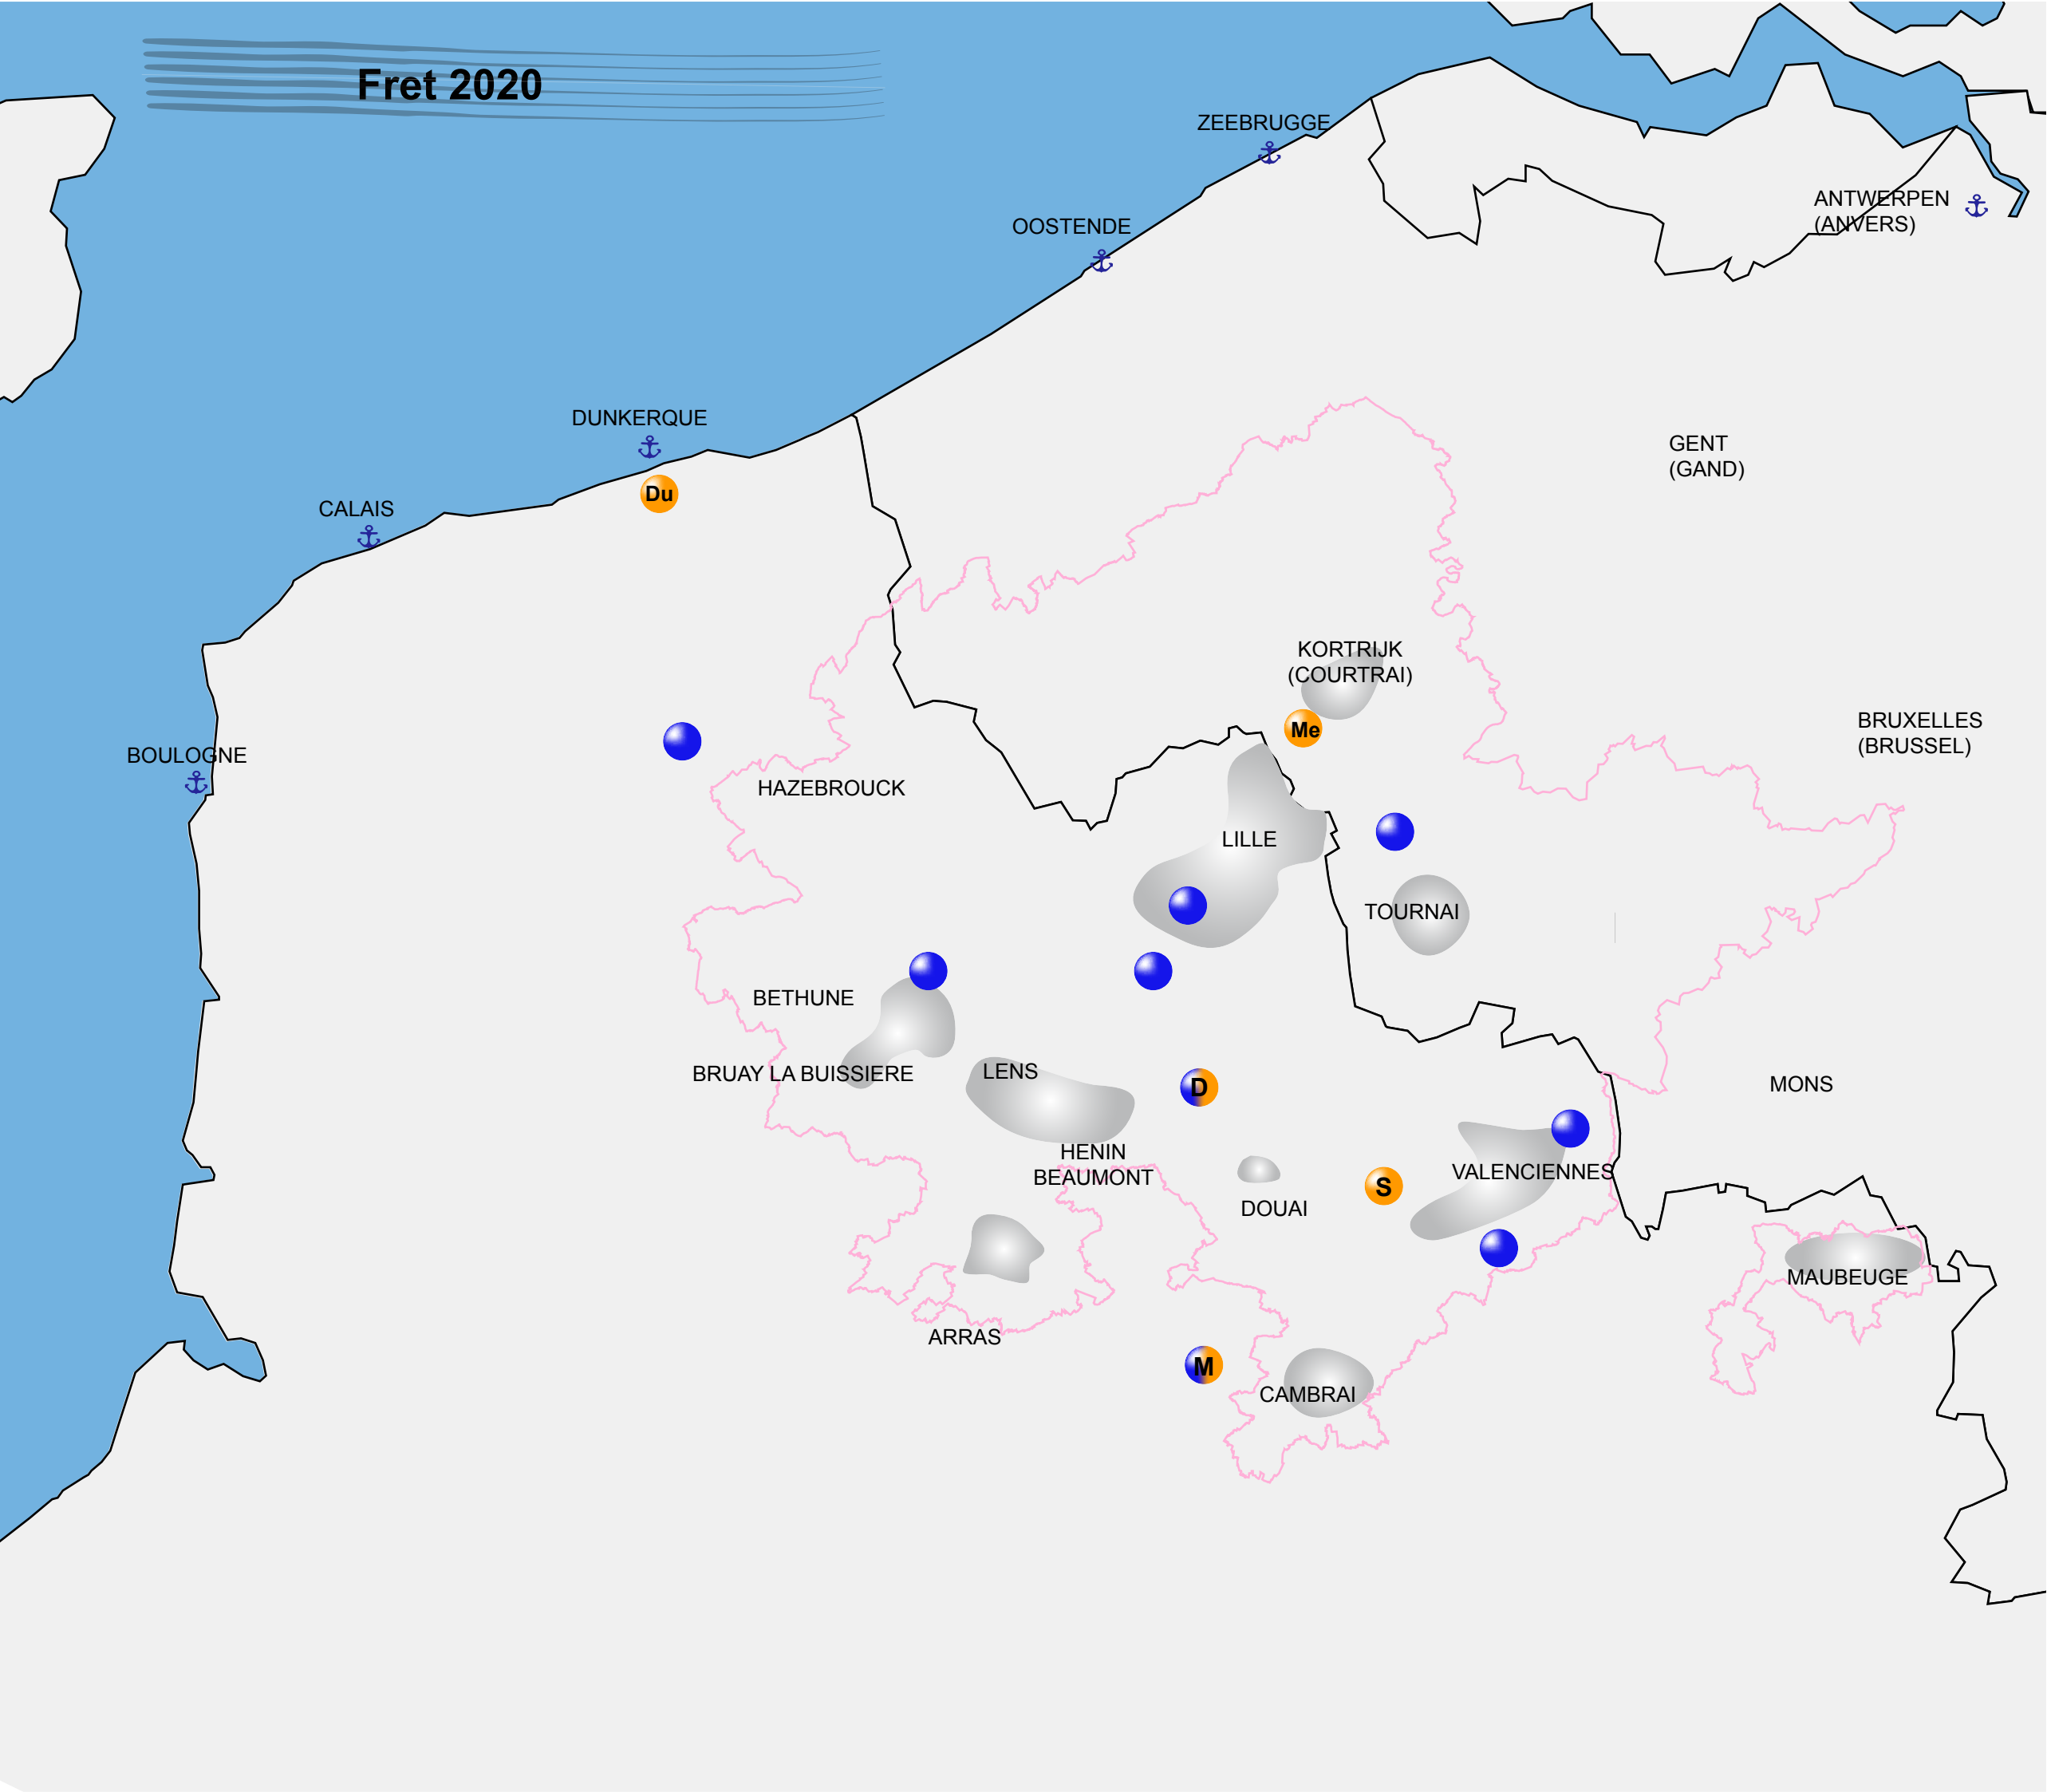 Fret 2020
ZEEBRUGGE
ANTWERPEN
(ANVERS)
OOSTENDE
DUNKERQUE
GENT
(GAND)
Du
CALAIS
KORTRIJK
(COURTRAI)
Me
BRUXELLES
(BRUSSEL)
BOULOGNE
HAZEBROUCK
LILLE
TOURNAI
BETHUNE
BRUAY LA BUISSIERE
LENS
D
MONS
HENIN
BEAUMONT
VALENCIENNES
S
DOUAI
MAUBEUGE
ARRAS
M
CAMBRAI